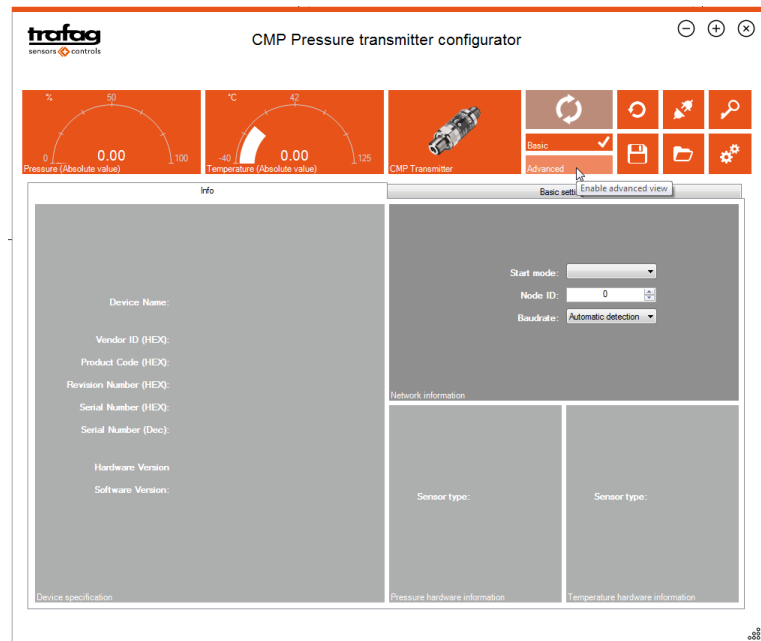 trafag
sensors controls
CMP Pressure transmitter configurator
%
50
0
0.00
100
Pressure (Absolute value)
°C
42
-40
0.00
125
Temperature (Absolute value)
CMP Transmitter
Basic
Advanced
Enable advanced view
Info
Basic setti
Device Name:
Vendor ID (HEX):
Product Code (HEX):
Revision Number (HEX):
Serial Number (HEX):
Serial Number (Dec):
Hardware Version
Software Version:
Device specification
Start mode:
Node ID: 0
Baudrate: Automatic detection
Network information
Sensor type:
Pressure hardware information
Sensor type:
Temperature hardware information